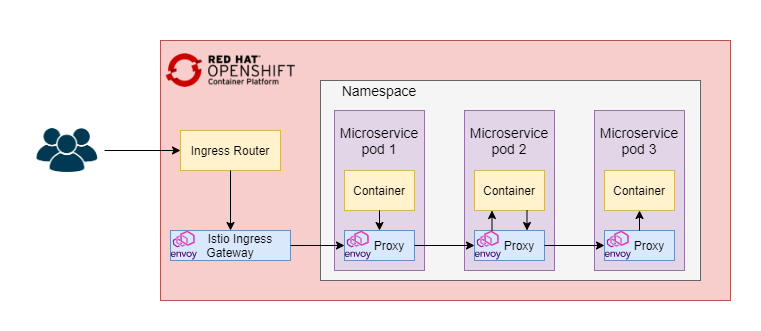 RED HAT
OPENSHIFT
Container Platform
Namespace
Microservice
pod 1
Microservice
pod 2
Microservice
pod 3
Ingress Router
Container
Container
Container
Istio Ingress
Gateway
envoy
Proxy
envoy
Proxy
envoy
Proxy
envoy